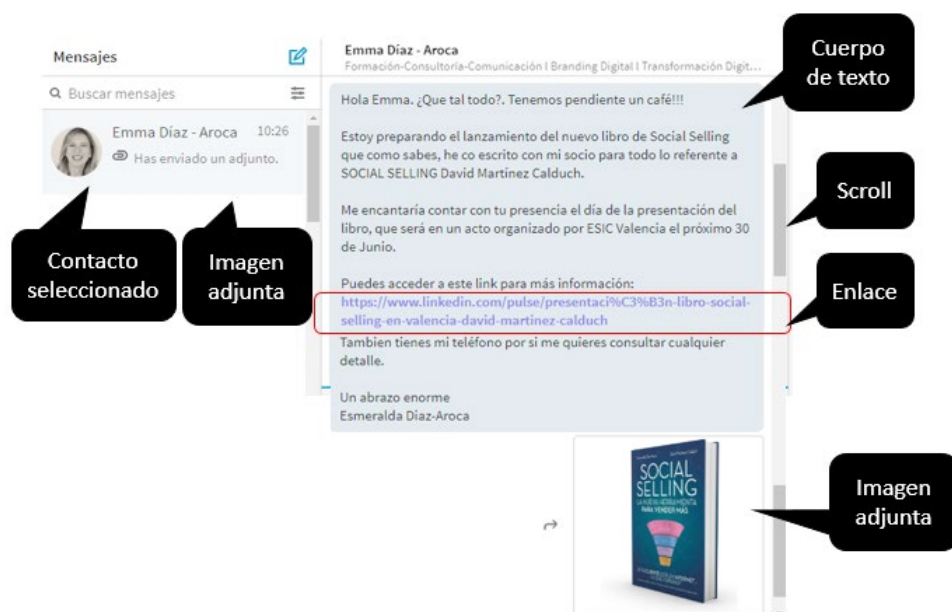 Mensajes
Buscar mensajes
Emma Díaz - Aroca 10:26
Has enviado un adjunto.
Contacto
seleccionado
Imagen
adjunta
Emma Díaz - Aroca
Formación-Consultoría-Comunicación I Branding Digital I Transformación Digit...
Hola Emma. ¿Que tal todo?. Tenemos pendiente un café!!!
Estoy preparando el lanzamiento del nuevo libro de Social Selling
que como sabes, he co escrito con mi socio para todo lo referente a
SOCIAL SELLING David Martínez Calduch.
Me encantaría contar con tu presencia el día de la presentación del
libro, que será en un acto organizado por ESIC Valencia el próximo 30
de Junio.
Puedes acceder a este link para más información:
https://www.linkedin.com/pulse/presentaci%C3%B3n-libro-social-
selling-en-valencia-david-martinez-calduch
Tambien tienes mi teléfono por si me quieres consultar cualquier
detalle.
Un abrazo enorme
Esmeralda Díaz-Aroca
Cuerpo
de texto
Scroll
Enlace
SOCIAL
SELLING
LA NUEVA HERRAMIENTA
PARA VENDER MÁS
Imagen
adjunta